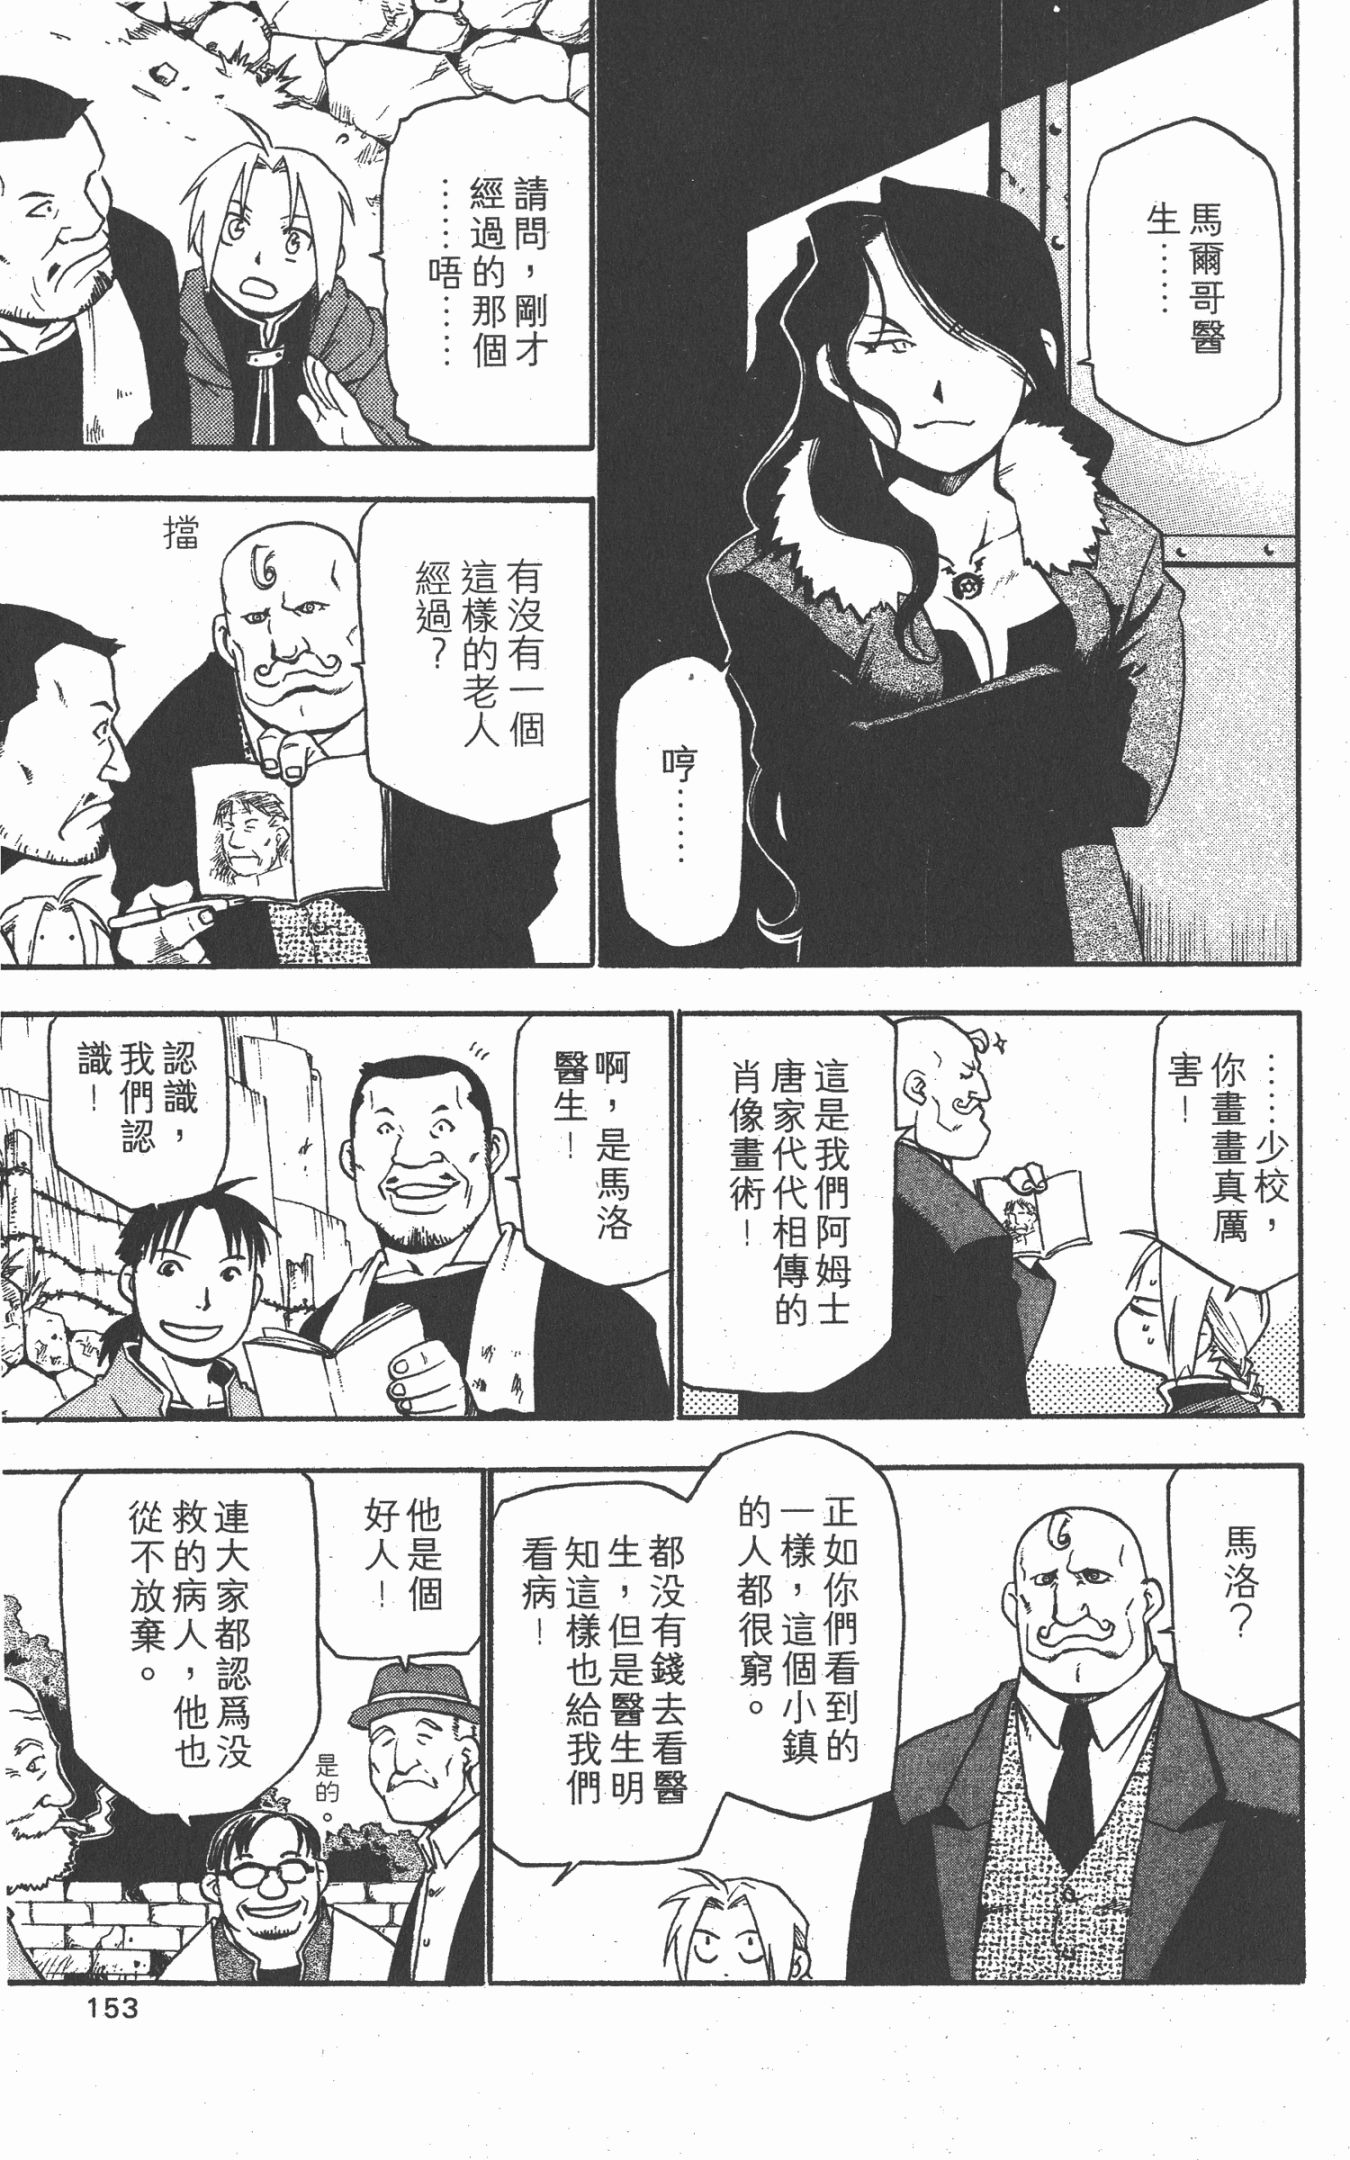 馬爾哥醫
生……
哼………
請問，剛才
經過的那個
………唔………
有沒有一個
這樣的老人
經過？
擋
……少校，
你畫畫真厲
害！
這是我們阿姆士
唐家代代相傳的
肖像畫術！
啊，是馬洛
醫生！
認識，
我們認
識！
馬洛？
正如你們看到的
一樣，這個小鎮
的人都很窮。
都没有錢去看醫
生，但是醫生明
知這樣也給我們
看病！
他是個
好人！
是的。
連大家都認爲没
救的病人，他也
從不放棄。
153